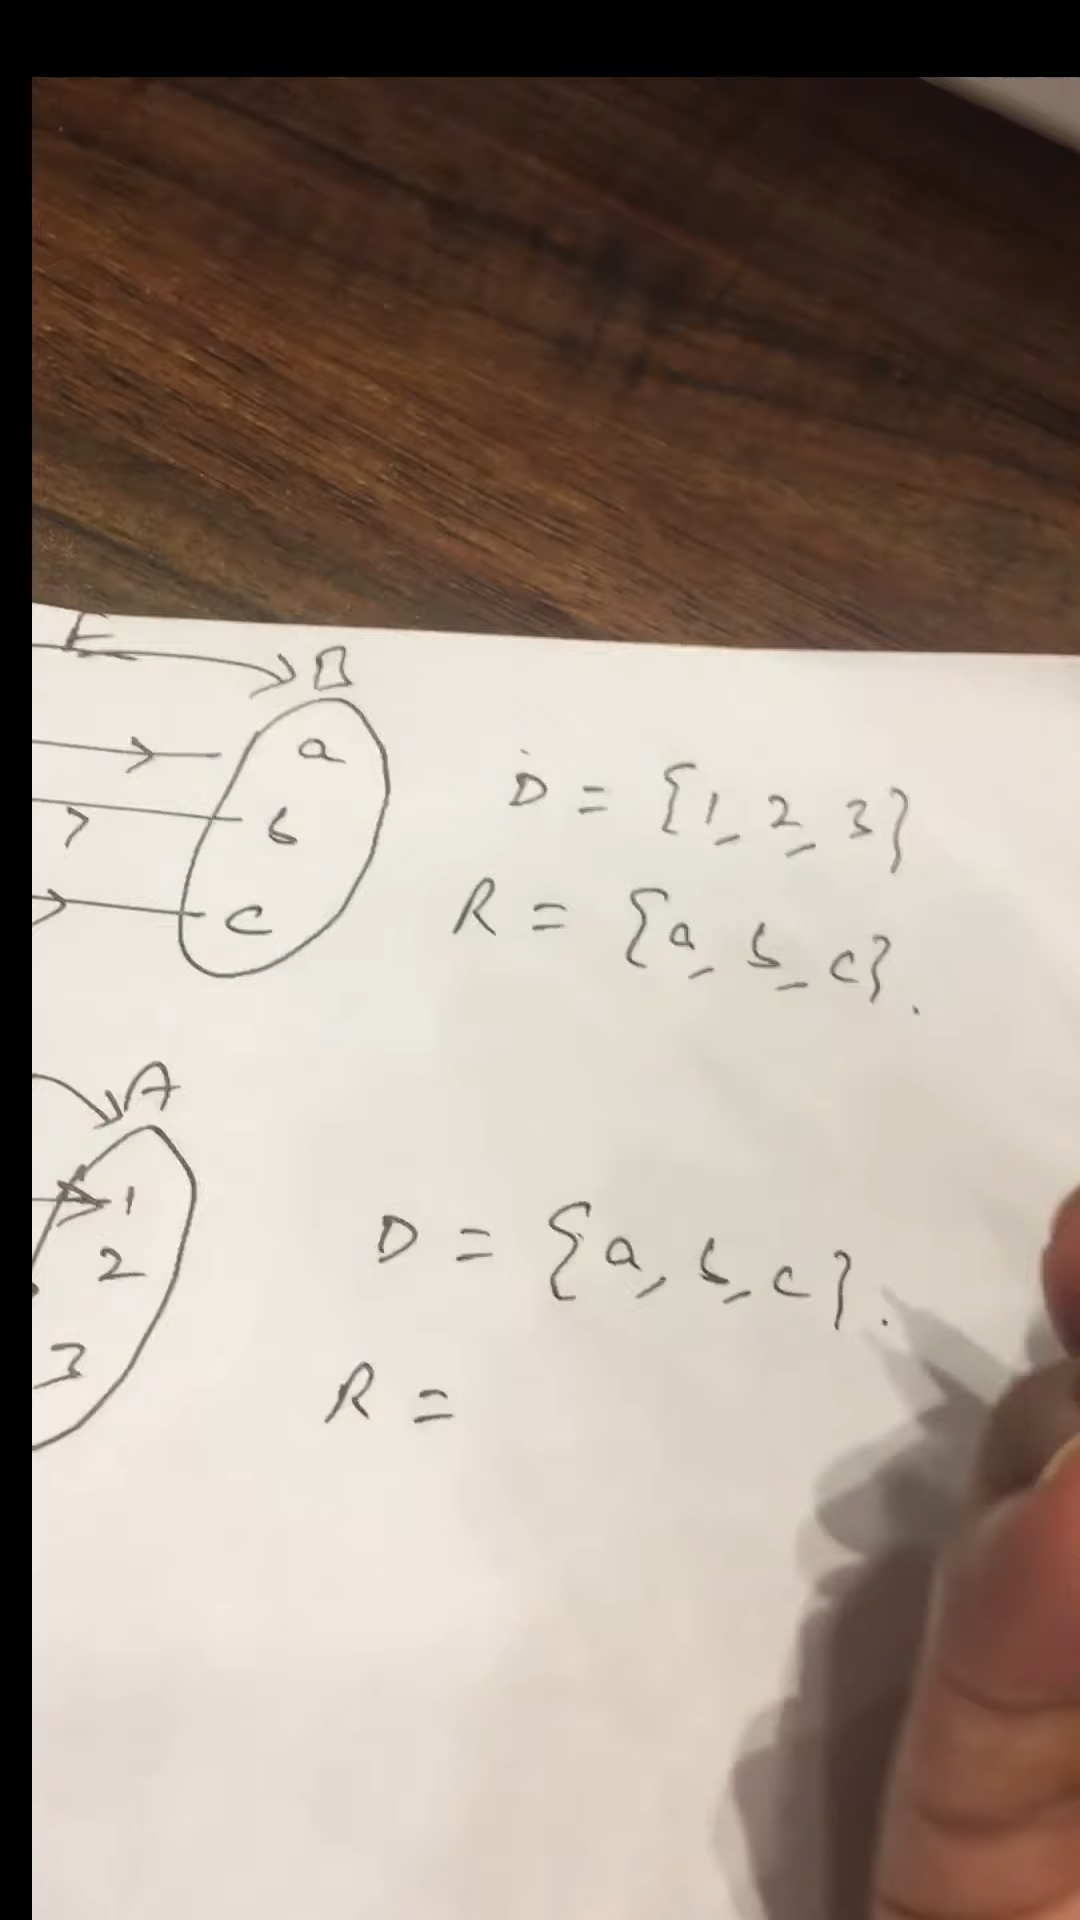 F
B
a
b
c
D = {1, 2, 3}
R = {a, b, c}.
A
1
2
3
D = {a, b, c}.
R =